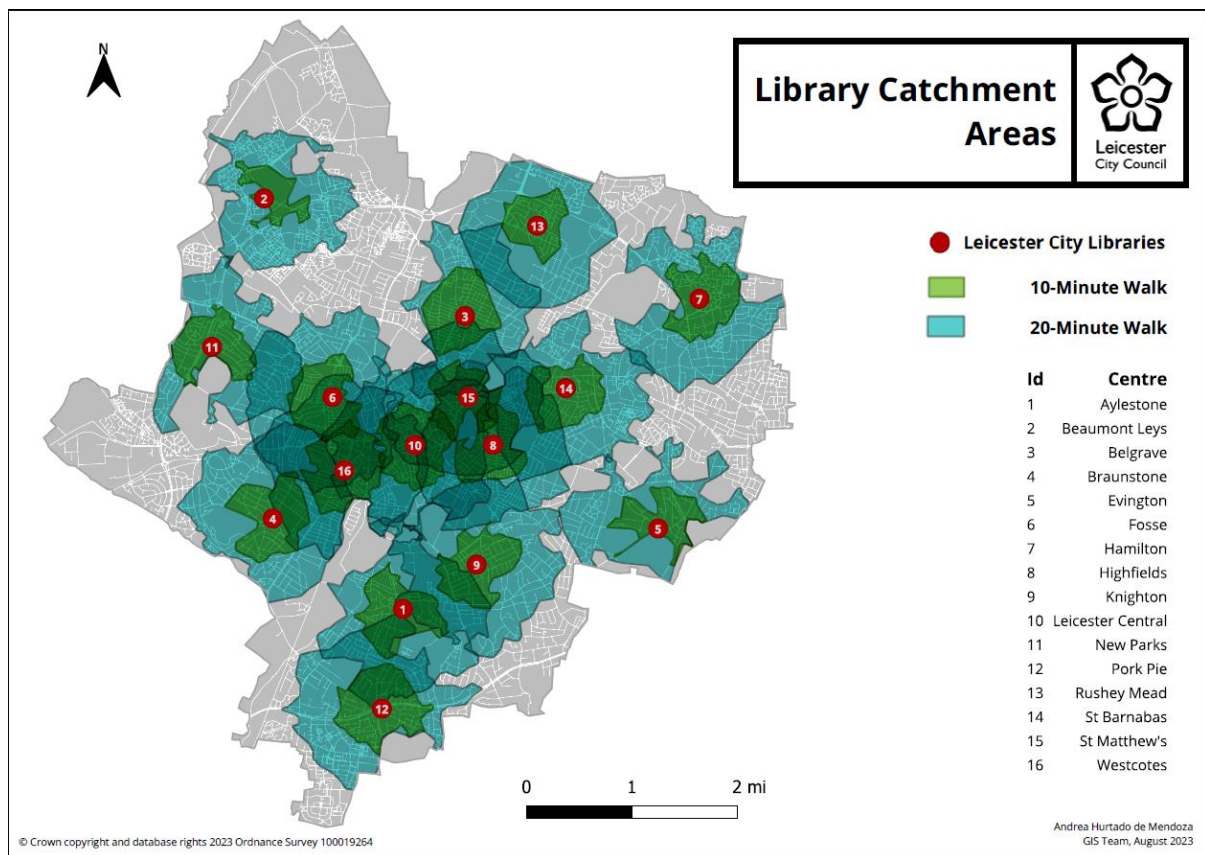 N
Library Catchment
Areas
Leicester
City Council
Leicester City Libraries
10-Minute Walk
20-Minute Walk
Id Centre
1 Aylestone
2 Beaumont Leys
3 Belgrave
4 Braunstone
5 Evington
6 Fosse
7 Hamilton
8 Highfields
9 Knighton
10 Leicester Central
11 New Parks
12 Pork Pie
13 Rushey Mead
14 St Barnabas
15 St Matthew's
16 Westcotes
2
13
7
3
11
14
6
15
10
8
16
4
5
9
1
12
0 1 2 mi
© Crown copyright and database rights 2023 Ordnance Survey 100019264
Andrea Hurtado de Mendoza
GIS Team, August 2023